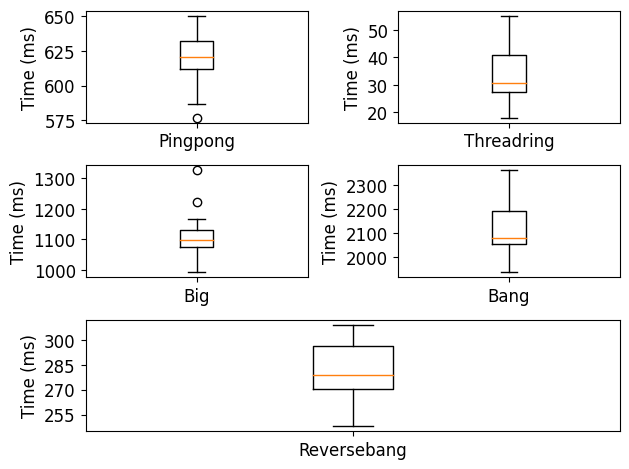 Time (ms)
650
625
600
575
Pingpong
Time (ms)
50
40
30
20
Threadring
Time (ms)
1300
1200
1100
1000
Big
Time (ms)
2300
2200
2100
2000
Bang
Time (ms)
300
285
270
255
Reversebang